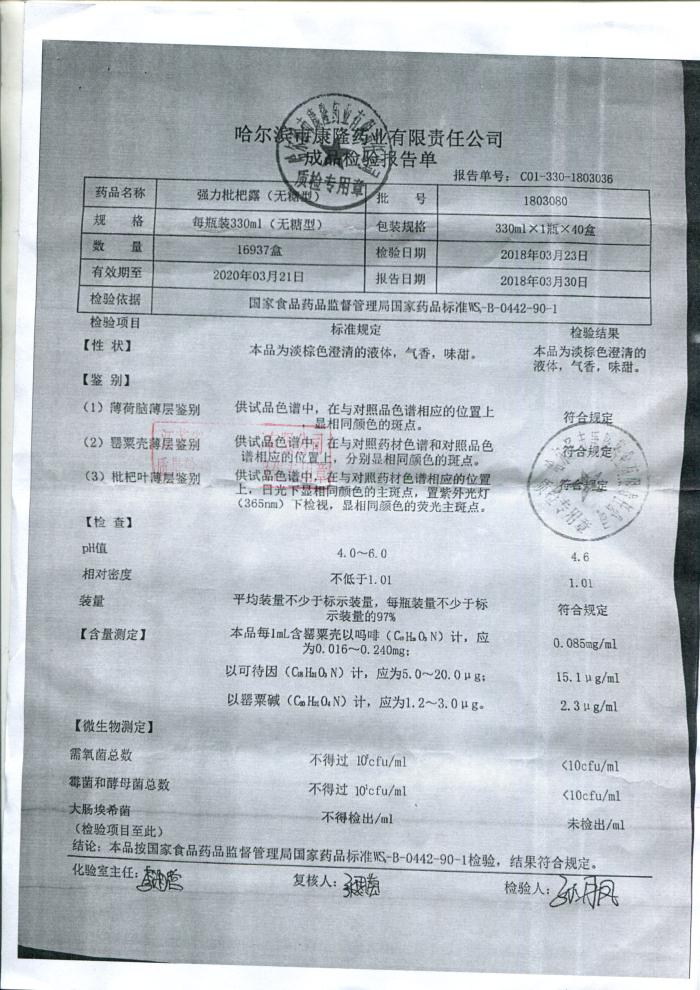 哈尔滨市康隆药业有限责任公司
成品检验报告单
报告单号: C01-330-1803036
药品名称 强力枇杷露（无糖型） 批 号 1803080
规 格 每瓶装330ml（无糖型） 包装规格 330ml×1瓶×40盒
数 量 16937盒 检验日期 2018年03月23日
有效期至 2020年03月21日 报告日期 2018年03月30日
检验依据 国家食品药品监督管理局国家药品标准WS₃-B-0442-90-1
检验项目 标准规定 检验结果
【性 状】 本品为淡棕色澄清的液体，气香，味甜。 本品为淡棕色澄清的
液体，气香，味甜。
【鉴 别】
（1）薄荷脑薄层鉴别 供试品色谱中，在与对照品色谱相应的位置上 符合规定
，显相同颜色的斑点。
（2）罂粟壳薄层鉴别 供试品色谱中，在与对照药材色谱和对照品色 符合规定
谱相应的位置上，分别显相同颜色的斑点。
（3）枇杷叶薄层鉴别 供试品色谱中，在与对照药材色谱相应的位置 符合规定
上，日光下显相同颜色的主斑点，置紫外光灯
（365nm）下检视，显相同颜色的荧光主斑点。
【检 查】
pH值 4.0～6.0 4.6
相对密度 不低于1.01 1.01
装量 平均装量不少于标示装量，每瓶装量不少于标 符合规定
示装量的97%
【含量测定】 本品每1mL含罂粟壳以吗啡（C₁₇H₁₉O₃N）计，应 0.085mg/ml
为0.016～0.240mg;
以可待因（C₁₈H₂₁O₃N）计，应为5.0～20.0μg; 15.1μg/ml
以罂粟碱（C₂₀H₂₁O₄N）计，应为1.2～3.0μg。 2.3μg/ml
【微生物测定】
需氧菌总数 不得过 10²cfu/ml <10cfu/ml
霉菌和酵母菌总数 不得过 10¹cfu/ml <10cfu/ml
大肠埃希菌 不得检出/ml 未检出/ml
（检验项目至此）
结论：本品按国家食品药品监督管理局国家药品标准WS₃-B-0442-90-1检验，结果符合规定。
化验室主任： 复核人： 检验人：
质检专用章
质检专用章